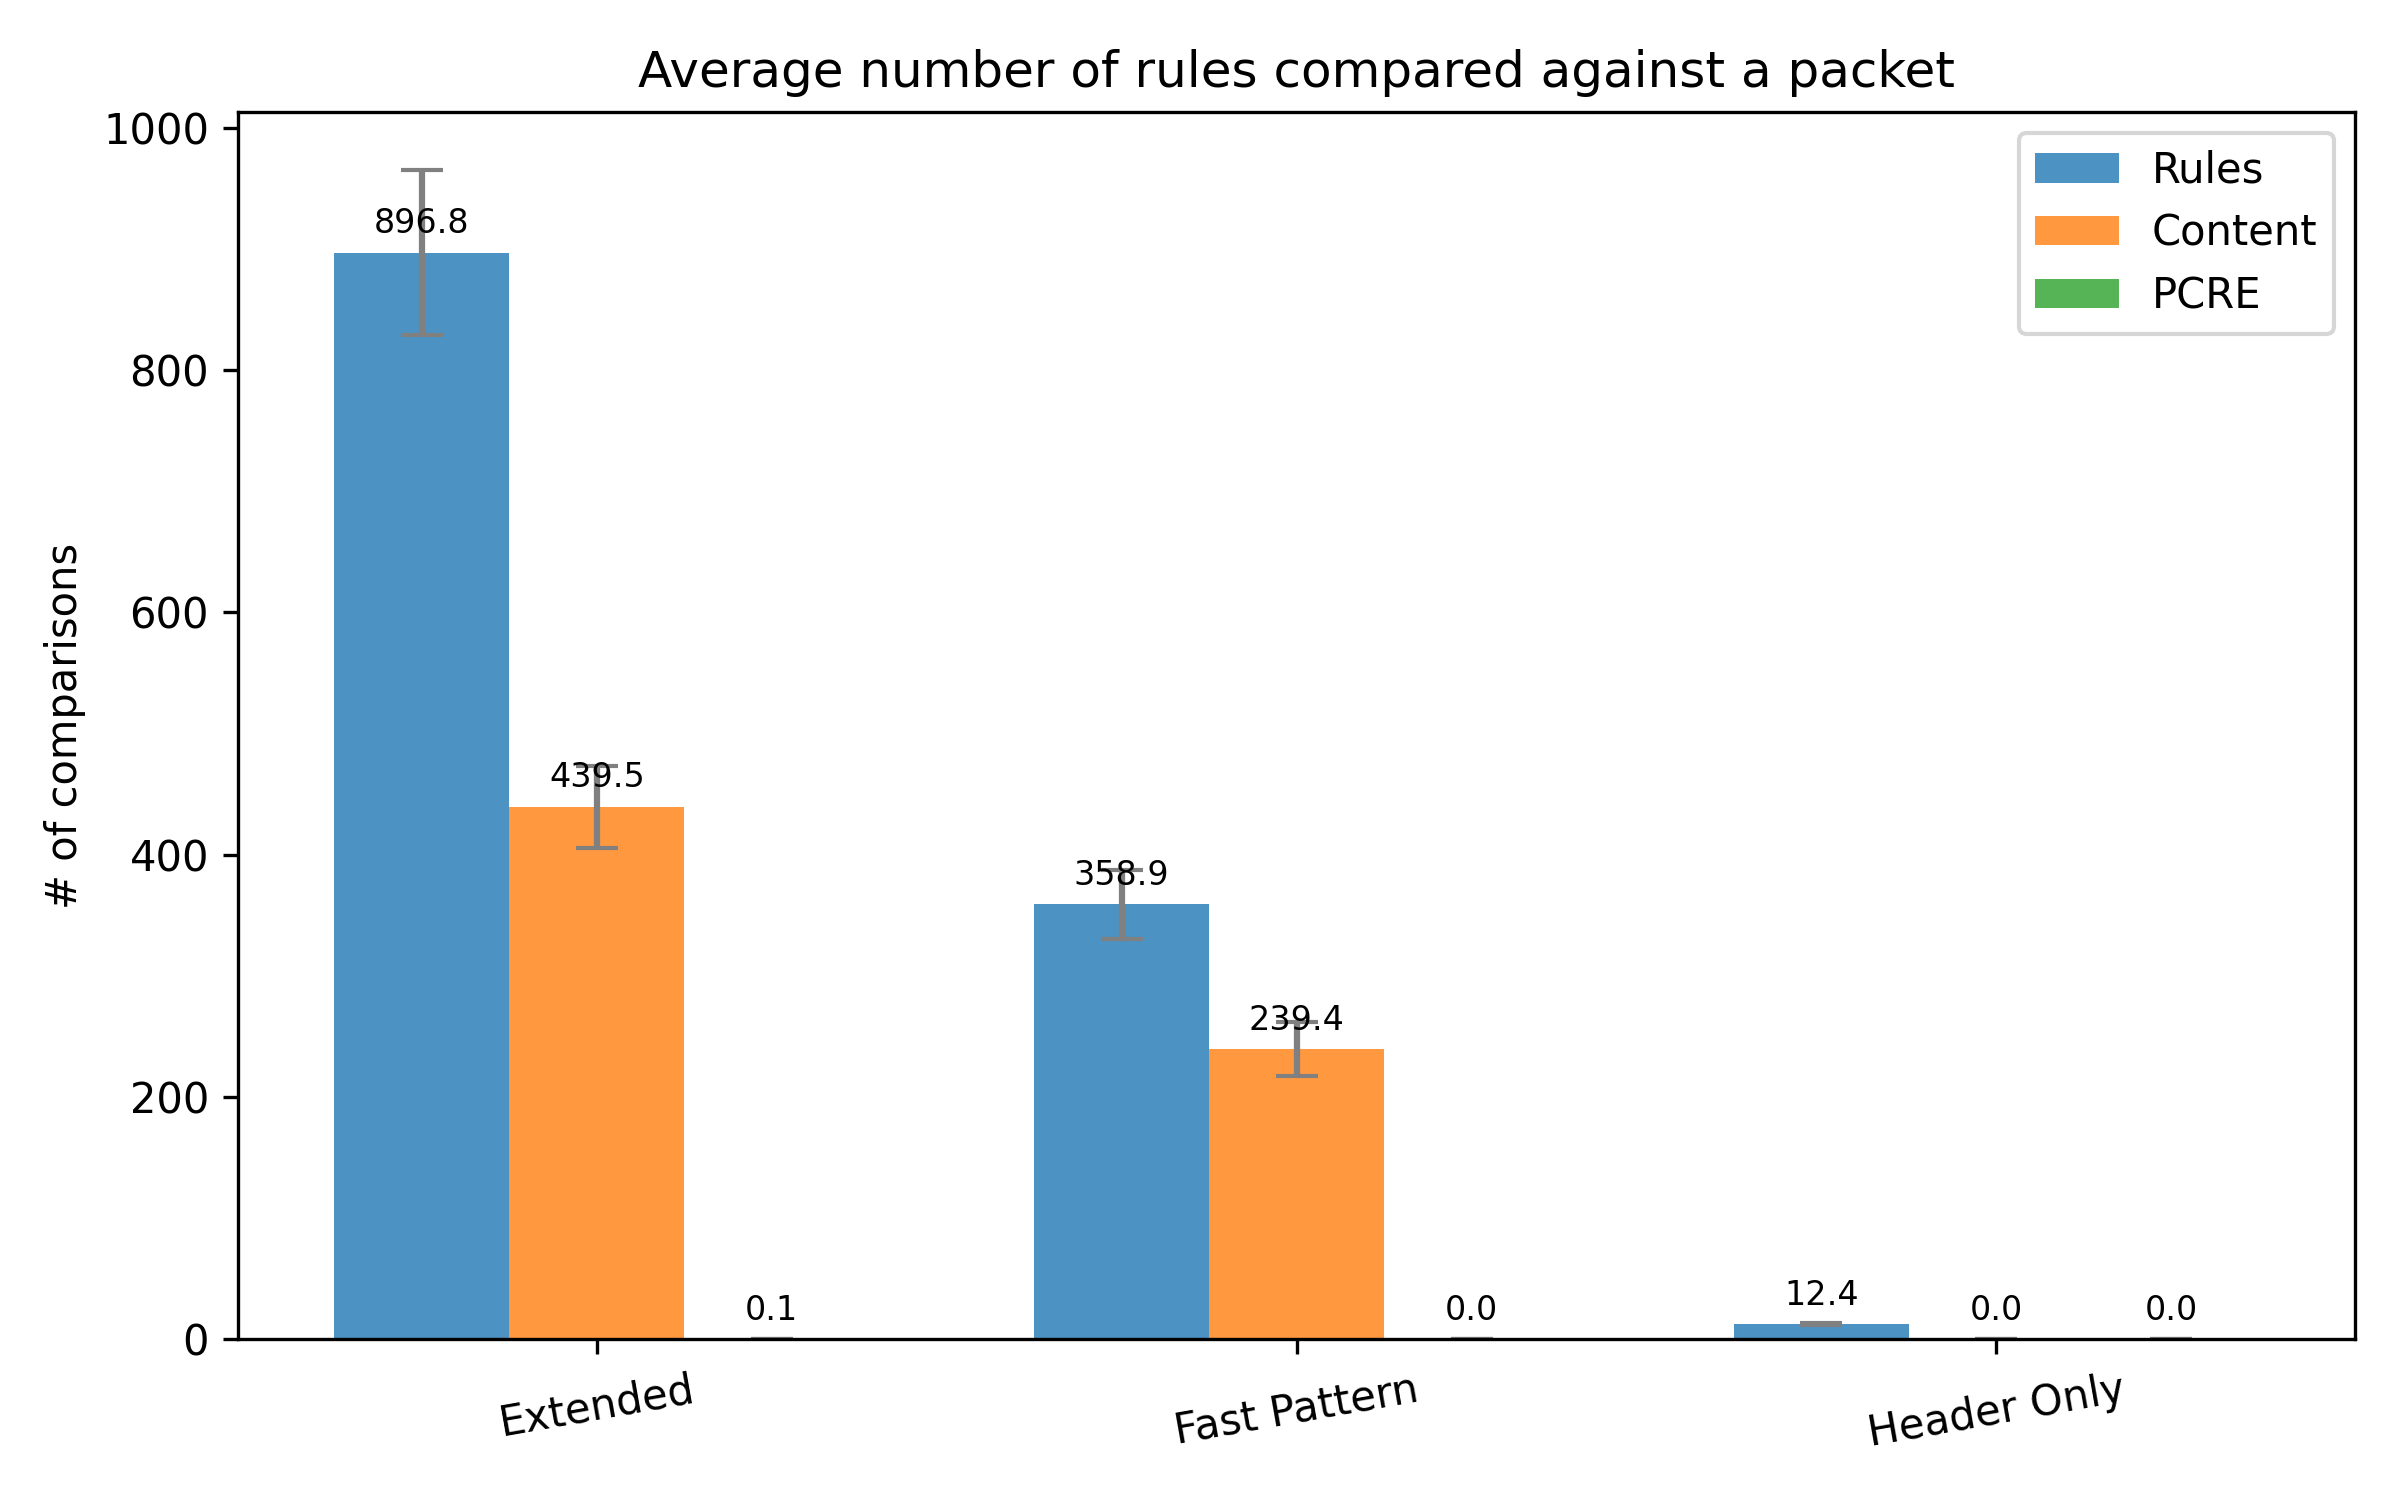 Average number of rules compared against a packet
# of comparisons
1000
800
600
400
200
0
Rules
Content
PCRE
896.8
439.5
0.1
358.9
239.4
0.0
12.4
0.0
0.0
Extended
Fast Pattern
Header Only